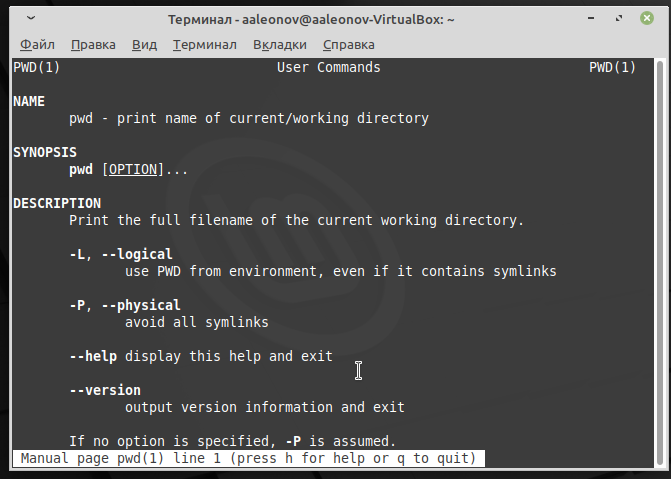 Терминал - aaleonov@aaleonov-VirtualBox: ~
Файл Правка Вид Терминал Вкладки Справка
PWD(1) User Commands PWD(1)
NAME
pwd - print name of current/working directory
SYNOPSIS
pwd [OPTION]...
DESCRIPTION
Print the full filename of the current working directory.
-L, --logical
use PWD from environment, even if it contains symlinks
-P, --physical
avoid all symlinks
--help display this help and exit
--version
output version information and exit
If no option is specified, -P is assumed.
Manual page pwd(1) line 1 (press h for help or q to quit)